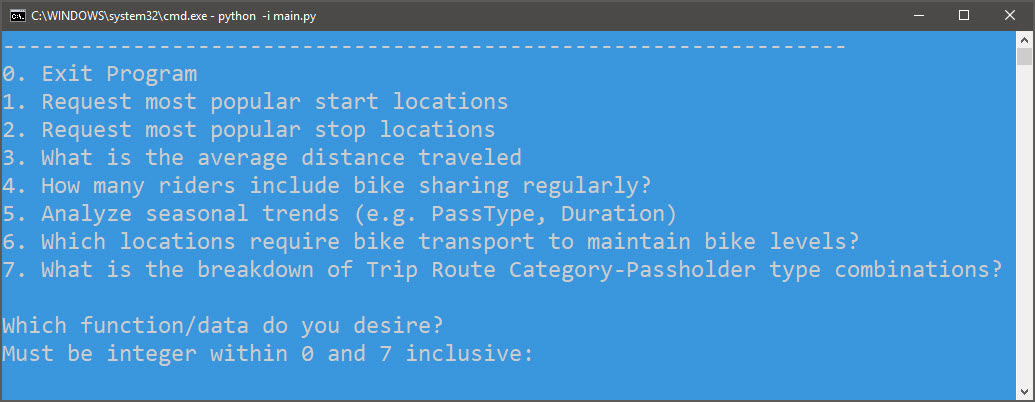 C:\WINDOWS\system32\cmd.exe - python  -i main.py
-----------------------------------------------------------------
0. Exit Program
1. Request most popular start locations
2. Request most popular stop locations
3. What is the average distance traveled
4. How many riders include bike sharing regularly?
5. Analyze seasonal trends (e.g. PassType, Duration)
6. Which locations require bike transport to maintain bike levels?
7. What is the breakdown of Trip Route Category-Passholder type combinations?
Which function/data do you desire?
Must be integer within 0 and 7 inclusive: